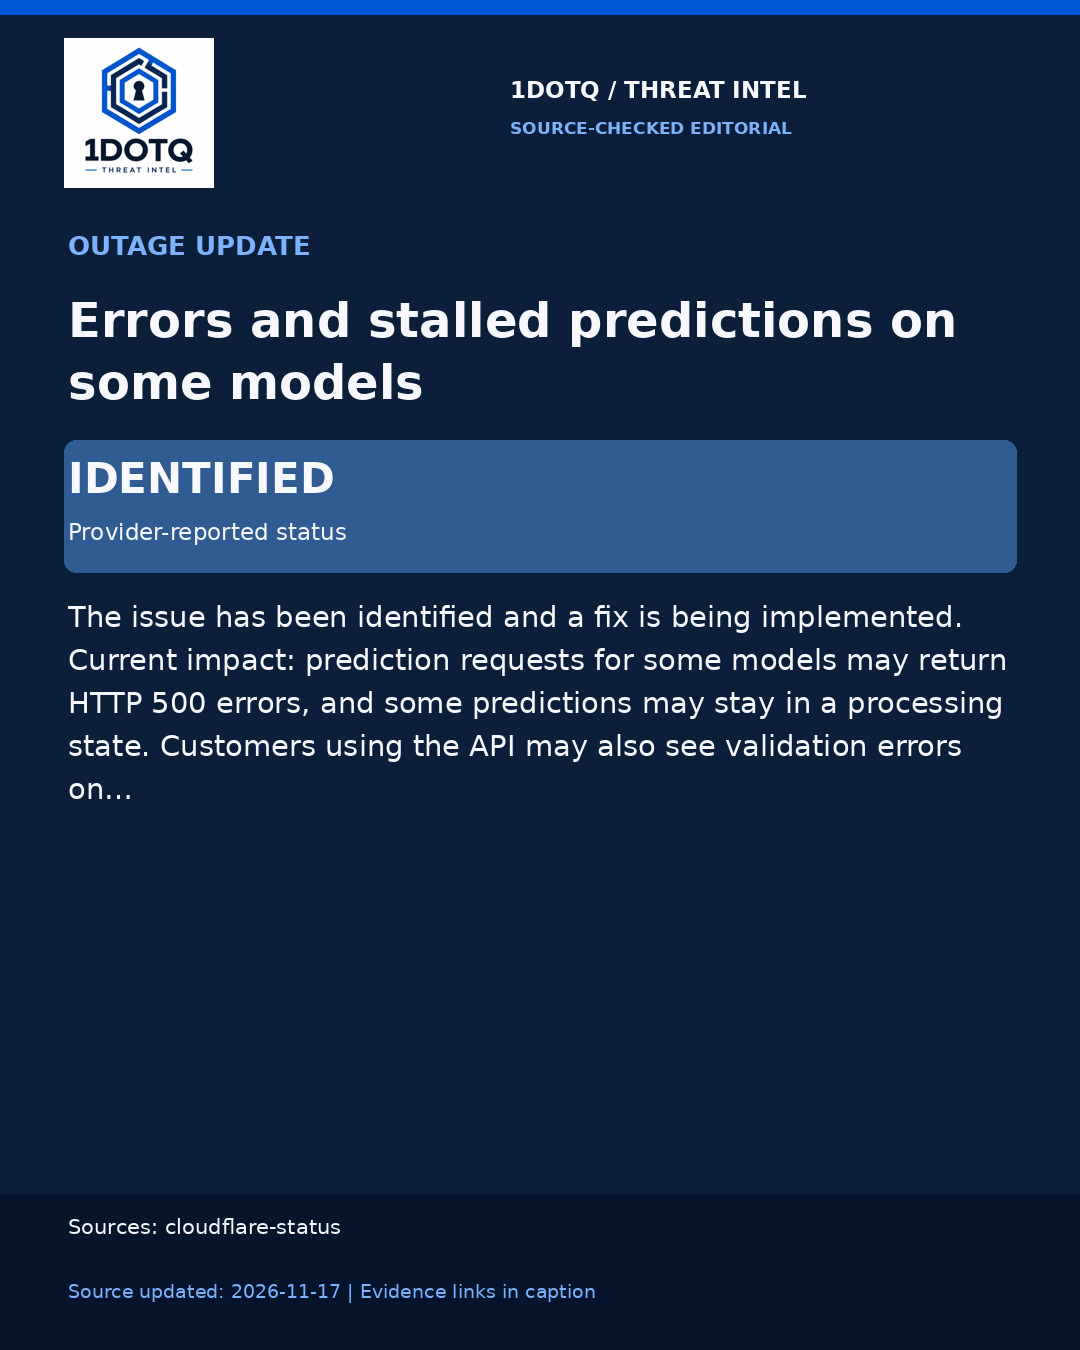 1DOTQ
THREAT INTEL
1DOTQ / THREAT INTEL
SOURCE-CHECKED EDITORIAL
OUTAGE UPDATE
Errors and stalled predictions on
some models
IDENTIFIED
Provider-reported status
The issue has been identified and a fix is being implemented.
Current impact: prediction requests for some models may return
HTTP 500 errors, and some predictions may stay in a processing
state. Customers using the API may also see validation errors
on...
Sources: cloudflare-status
Source updated: 2026-11-17 | Evidence links in caption